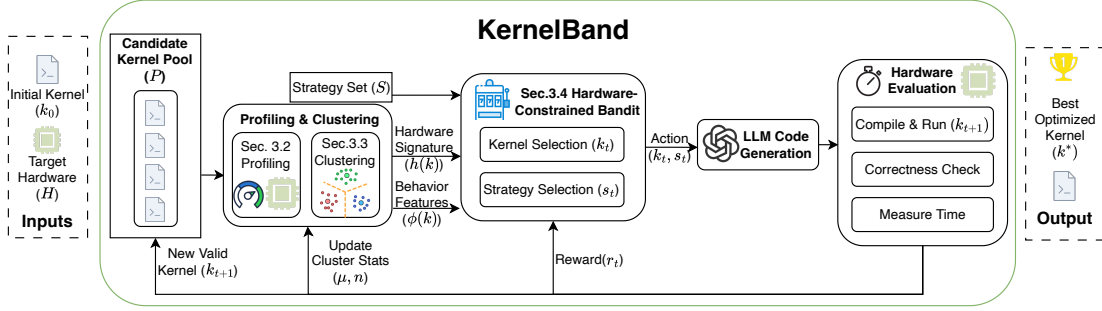 KernelBand
Initial Kernel
(k₀)
Target
Hardware
(H)
Inputs
Candidate
Kernel Pool
(P)
Strategy Set (S)
Profiling & Clustering
Sec. 3.2
Profiling
Sec.3.3
Clustering
Hardware
Signature
(h(k))
Behavior
Features
(ϕ(k))
Sec.3.4 Hardware-
Constrained Bandit
Kernel Selection (kₜ)
Strategy Selection (sₜ)
Action
(kₜ, sₜ)
LLM Code
Generation
Hardware
Evaluation
Compile & Run (kₜ₊₁)
Correctness Check
Measure Time
New Valid
Kernel (kₜ₊₁)
Update
Cluster Stats
(μ, n)
Reward(rₜ)
Best
Optimized
Kernel
(k*)
Output